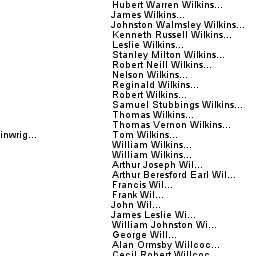 Hubert Warren Wilkins...
James Wilkins...
Johnston Walmsley Wilkins...
Kenneth Russell Wilkins...
Leslie Wilkins...
Stanley Milton Wilkins...
Robert Neill Wilkins...
Nelson Wilkins...
Reginald Wilkins...
Robert Wilkins...
Samuel Stubbings Wilkins...
Thomas Wilkins...
Thomas Vernon Wilkins...
inwrig... Tom Wilkins...
William Wilkins...
William Wilkins...
Arthur Joseph Wil...
Arthur Beresford Earl Wil...
Francis Wil...
Frank Wil...
John Wil...
James Leslie Wi...
William Johnston Wi...
George Will...
Alan Ormsby Willcoc...
Cecil Robert Willcoc...